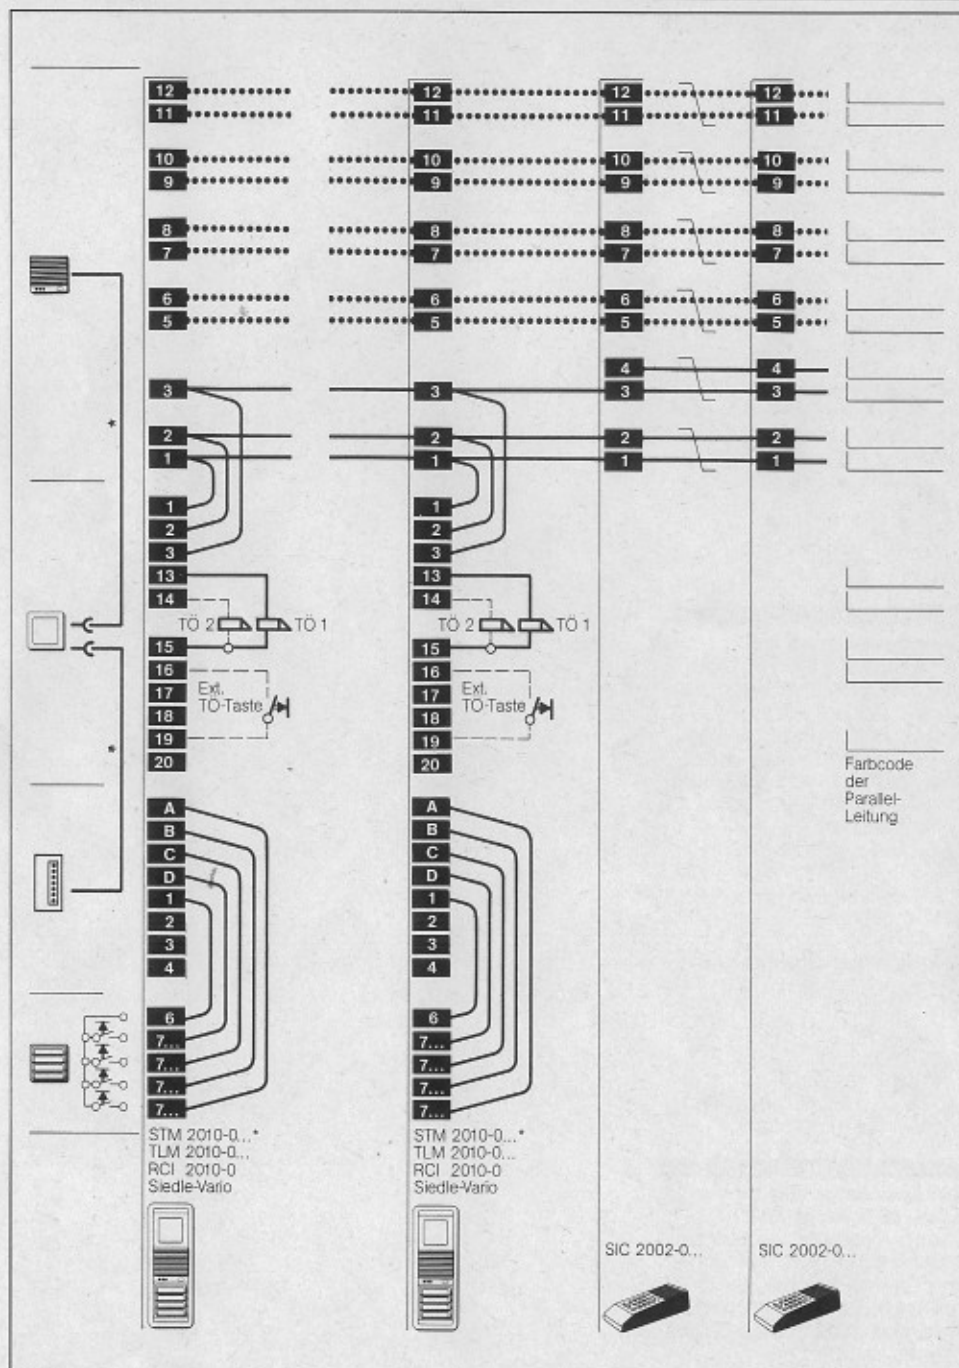 12 12 12 12
11 11 11 11
10 10 10 10
9 9 9 9
8 8 8 8
7 7 7 7
6 6 6 6
5 5 5 5
4 4
3 3 3 3
*
2 2 2 2
1 1 1 1
1 1
2 2
3 3
13 13
14 14
TÖ 2 TÖ 1 TÖ 2 TÖ 1
15 15
16 16
Ext. Ext.
17 17
TÖ-Taste TÖ-Taste
18 18
19 19
*
20 20
Farbcode
der
Parallel-
Leitung
A A
B B
C C
D D
1 1
2 2
3 3
4 4
6 6
7... 7...
7... 7...
7... 7...
7... 7...
STM 2010-0...* STM 2010-0...*
TLM 2010-0... TLM 2010-0...
RCI 2010-0 RCI 2010-0
Siedle-Vario Siedle-Vario
SIC 2002-0... SIC 2002-0...